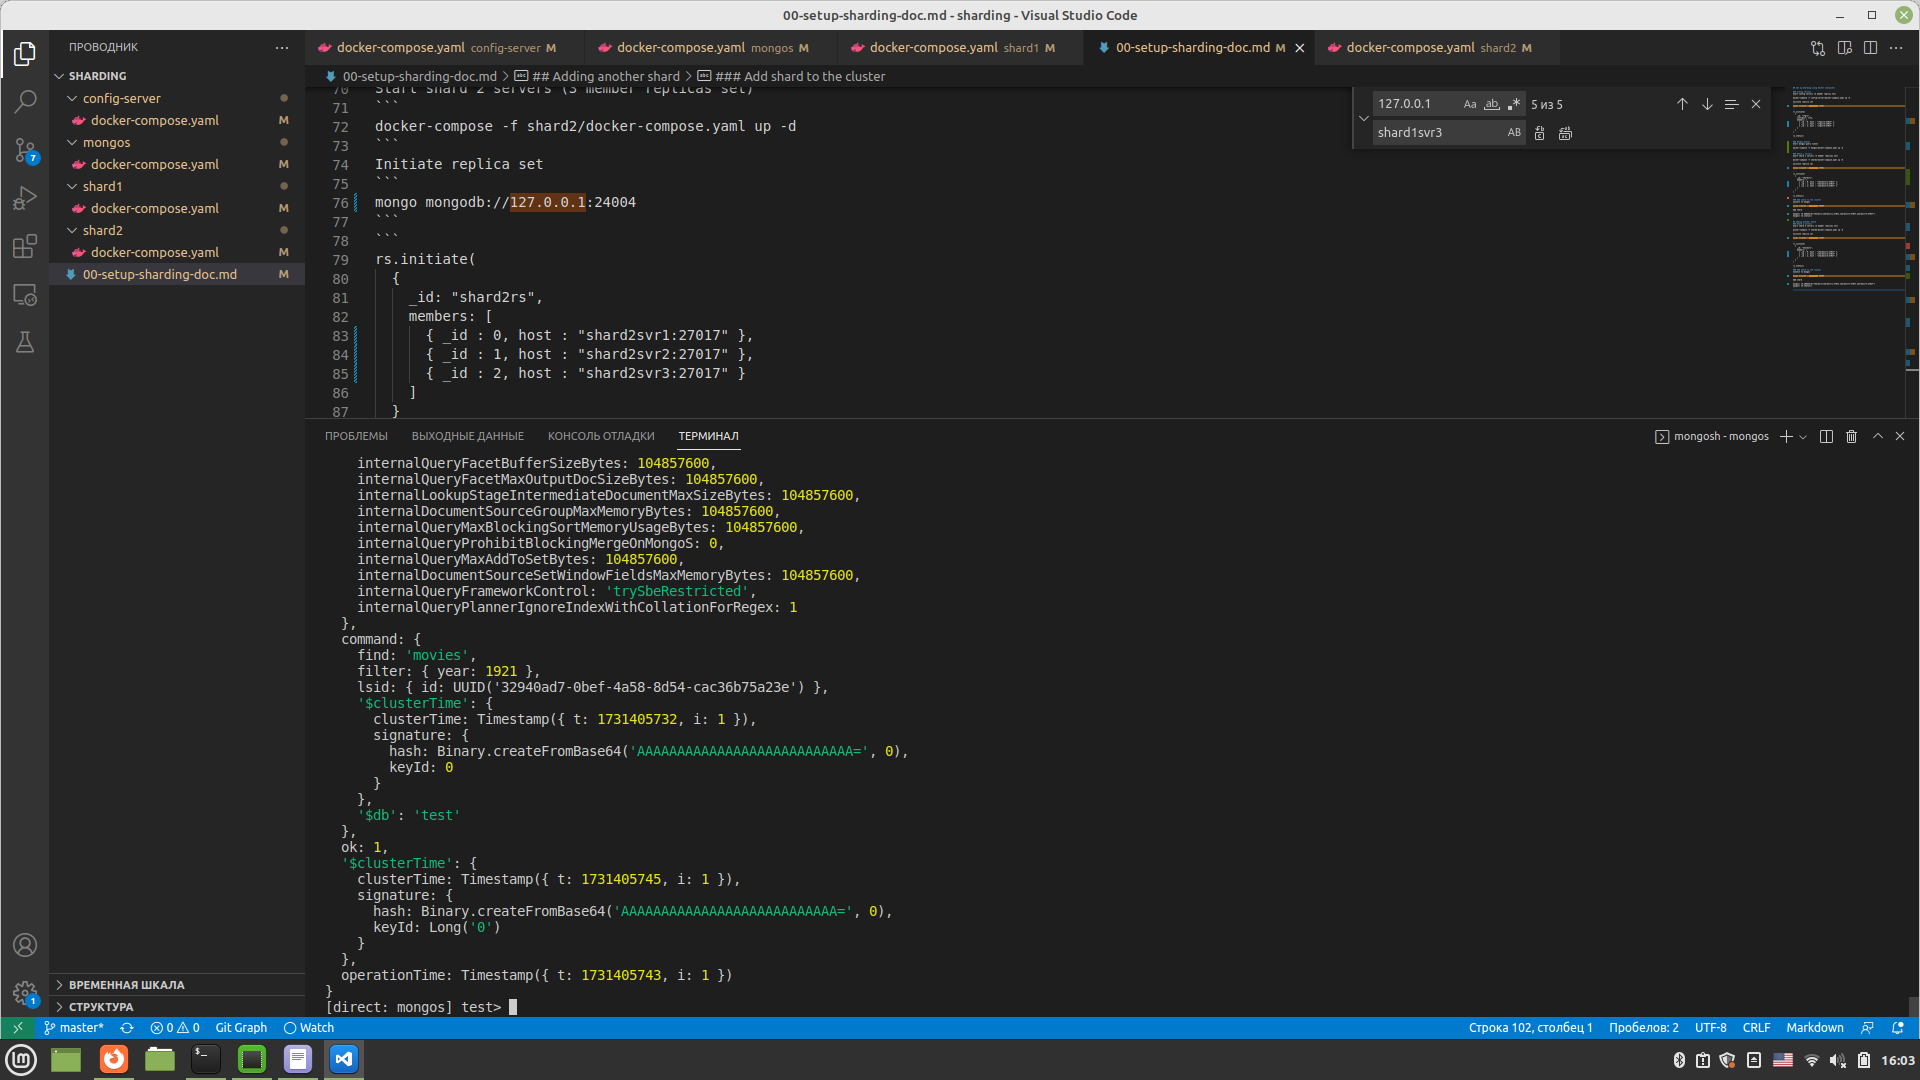 00-setup-sharding-doc.md - sharding - Visual Studio Code
ПРОВОДНИК
SHARDING
config-server
docker-compose.yaml M
mongos
docker-compose.yaml M
shard1
docker-compose.yaml M
shard2
docker-compose.yaml M
00-setup-sharding-doc.md M
ВРЕМЕННАЯ ШКАЛА
СТРУКТУРА
7
1
docker-compose.yaml config-server M
docker-compose.yaml mongos M
docker-compose.yaml shard1 M
00-setup-sharding-doc.md M
docker-compose.yaml shard2 M
00-setup-sharding-doc.md > ## Adding another shard > ### Add shard to the cluster
127.0.0.1 Aa ab .* 5 из 5
shard1svr3 AB
70 Start shard 2 servers (3 member replicas set)
71 ```
72 docker-compose -f shard2/docker-compose.yaml up -d
73 ```
74 Initiate replica set
75 ```
76 mongo mongodb://127.0.0.1:24004
77 ```
78 ```
79 rs.initiate(
80 {
81 _id: "shard2rs",
82 members: [
83 { _id : 0, host : "shard2svr1:27017" },
84 { _id : 1, host : "shard2svr2:27017" },
85 { _id : 2, host : "shard2svr3:27017" }
86 ]
87 }
ПРОБЛЕМЫ ВЫХОДНЫЕ ДАННЫЕ КОНСОЛЬ ОТЛАДКИ ТЕРМИНАЛ
mongosh - mongos
internalQueryFacetBufferSizeBytes: 104857600,
internalQueryFacetMaxOutputDocSizeBytes: 104857600,
internalLookupStageIntermediateDocumentMaxSizeBytes: 104857600,
internalDocumentSourceGroupMaxMemoryBytes: 104857600,
internalQueryMaxBlockingSortMemoryUsageBytes: 104857600,
internalQueryProhibitBlockingMergeOnMongoS: 0,
internalQueryMaxAddToSetBytes: 104857600,
internalDocumentSourceSetWindowFieldsMaxMemoryBytes: 104857600,
internalQueryFrameworkControl: 'trySbeRestricted',
internalQueryPlannerIgnoreIndexWithCollationForRegex: 1
},
command: {
find: 'movies',
filter: { year: 1921 },
lsid: { id: UUID('32940ad7-0bef-4a58-8d54-cac36b75a23e') },
'$clusterTime': {
clusterTime: Timestamp({ t: 1731405732, i: 1 }),
signature: {
hash: Binary.createFromBase64('AAAAAAAAAAAAAAAAAAAAAAAAAAA=', 0),
keyId: 0
}
},
'$db': 'test'
},
ok: 1,
'$clusterTime': {
clusterTime: Timestamp({ t: 1731405745, i: 1 }),
signature: {
hash: Binary.createFromBase64('AAAAAAAAAAAAAAAAAAAAAAAAAAA=', 0),
keyId: Long('0')
}
},
operationTime: Timestamp({ t: 1731405743, i: 1 })
}
[direct: mongos] test>
master* 0 0 Git Graph Watch
Строка 102, столбец 1 Пробелов: 2 UTF-8 CRLF Markdown
16:03